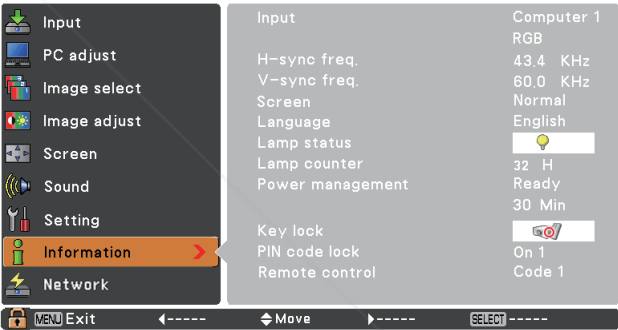 Input
PC adjust
Image select
Image adjust
Screen
Sound
Setting
Information
Network
Input Computer 1
RGB
H-sync freq. 43.4 KHz
V-sync freq. 60.0 KHz
Screen Normal
Language English
Lamp status
Lamp counter 32 H
Power management Ready
30 Min
Key lock
PIN code lock On 1
Remote control Code 1
MENU Exit ----- Move ----- SELECT -----